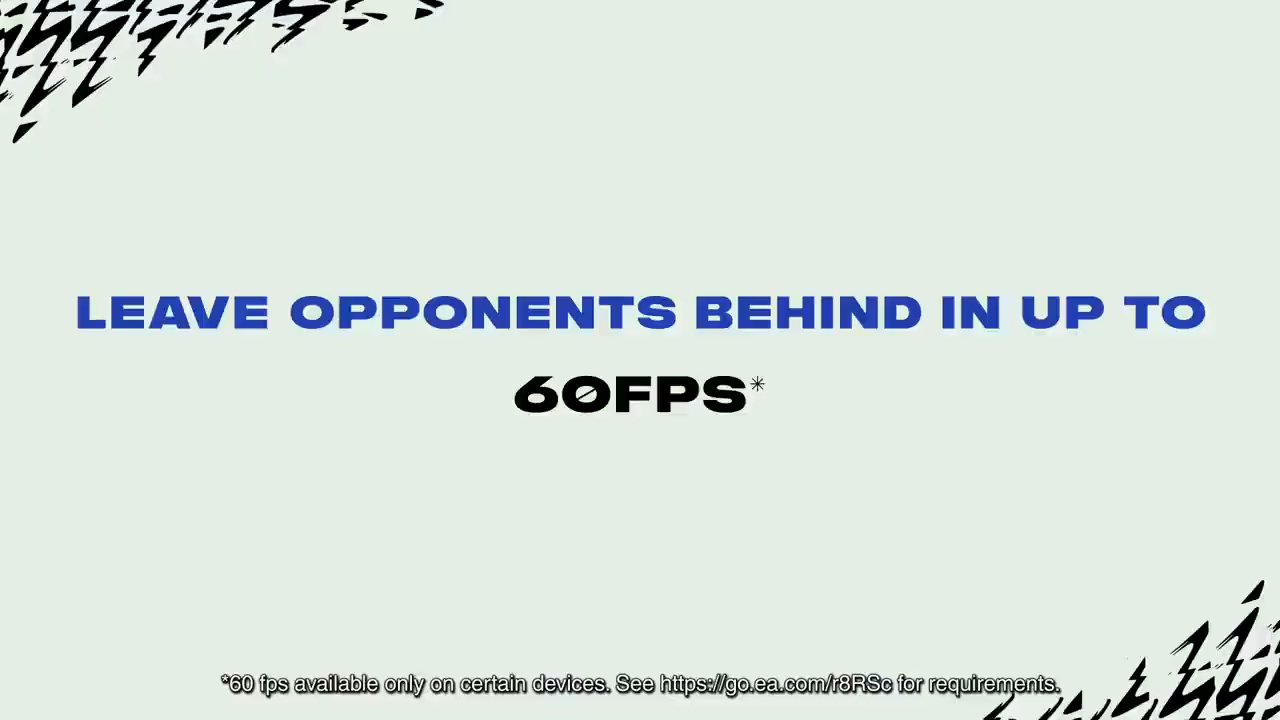 LEAVE OPPONENTS BEHIND IN UP TO
60FPS*
*60 fps available only on certain devices. See https://go.ea.com/r8RSc for requirements.